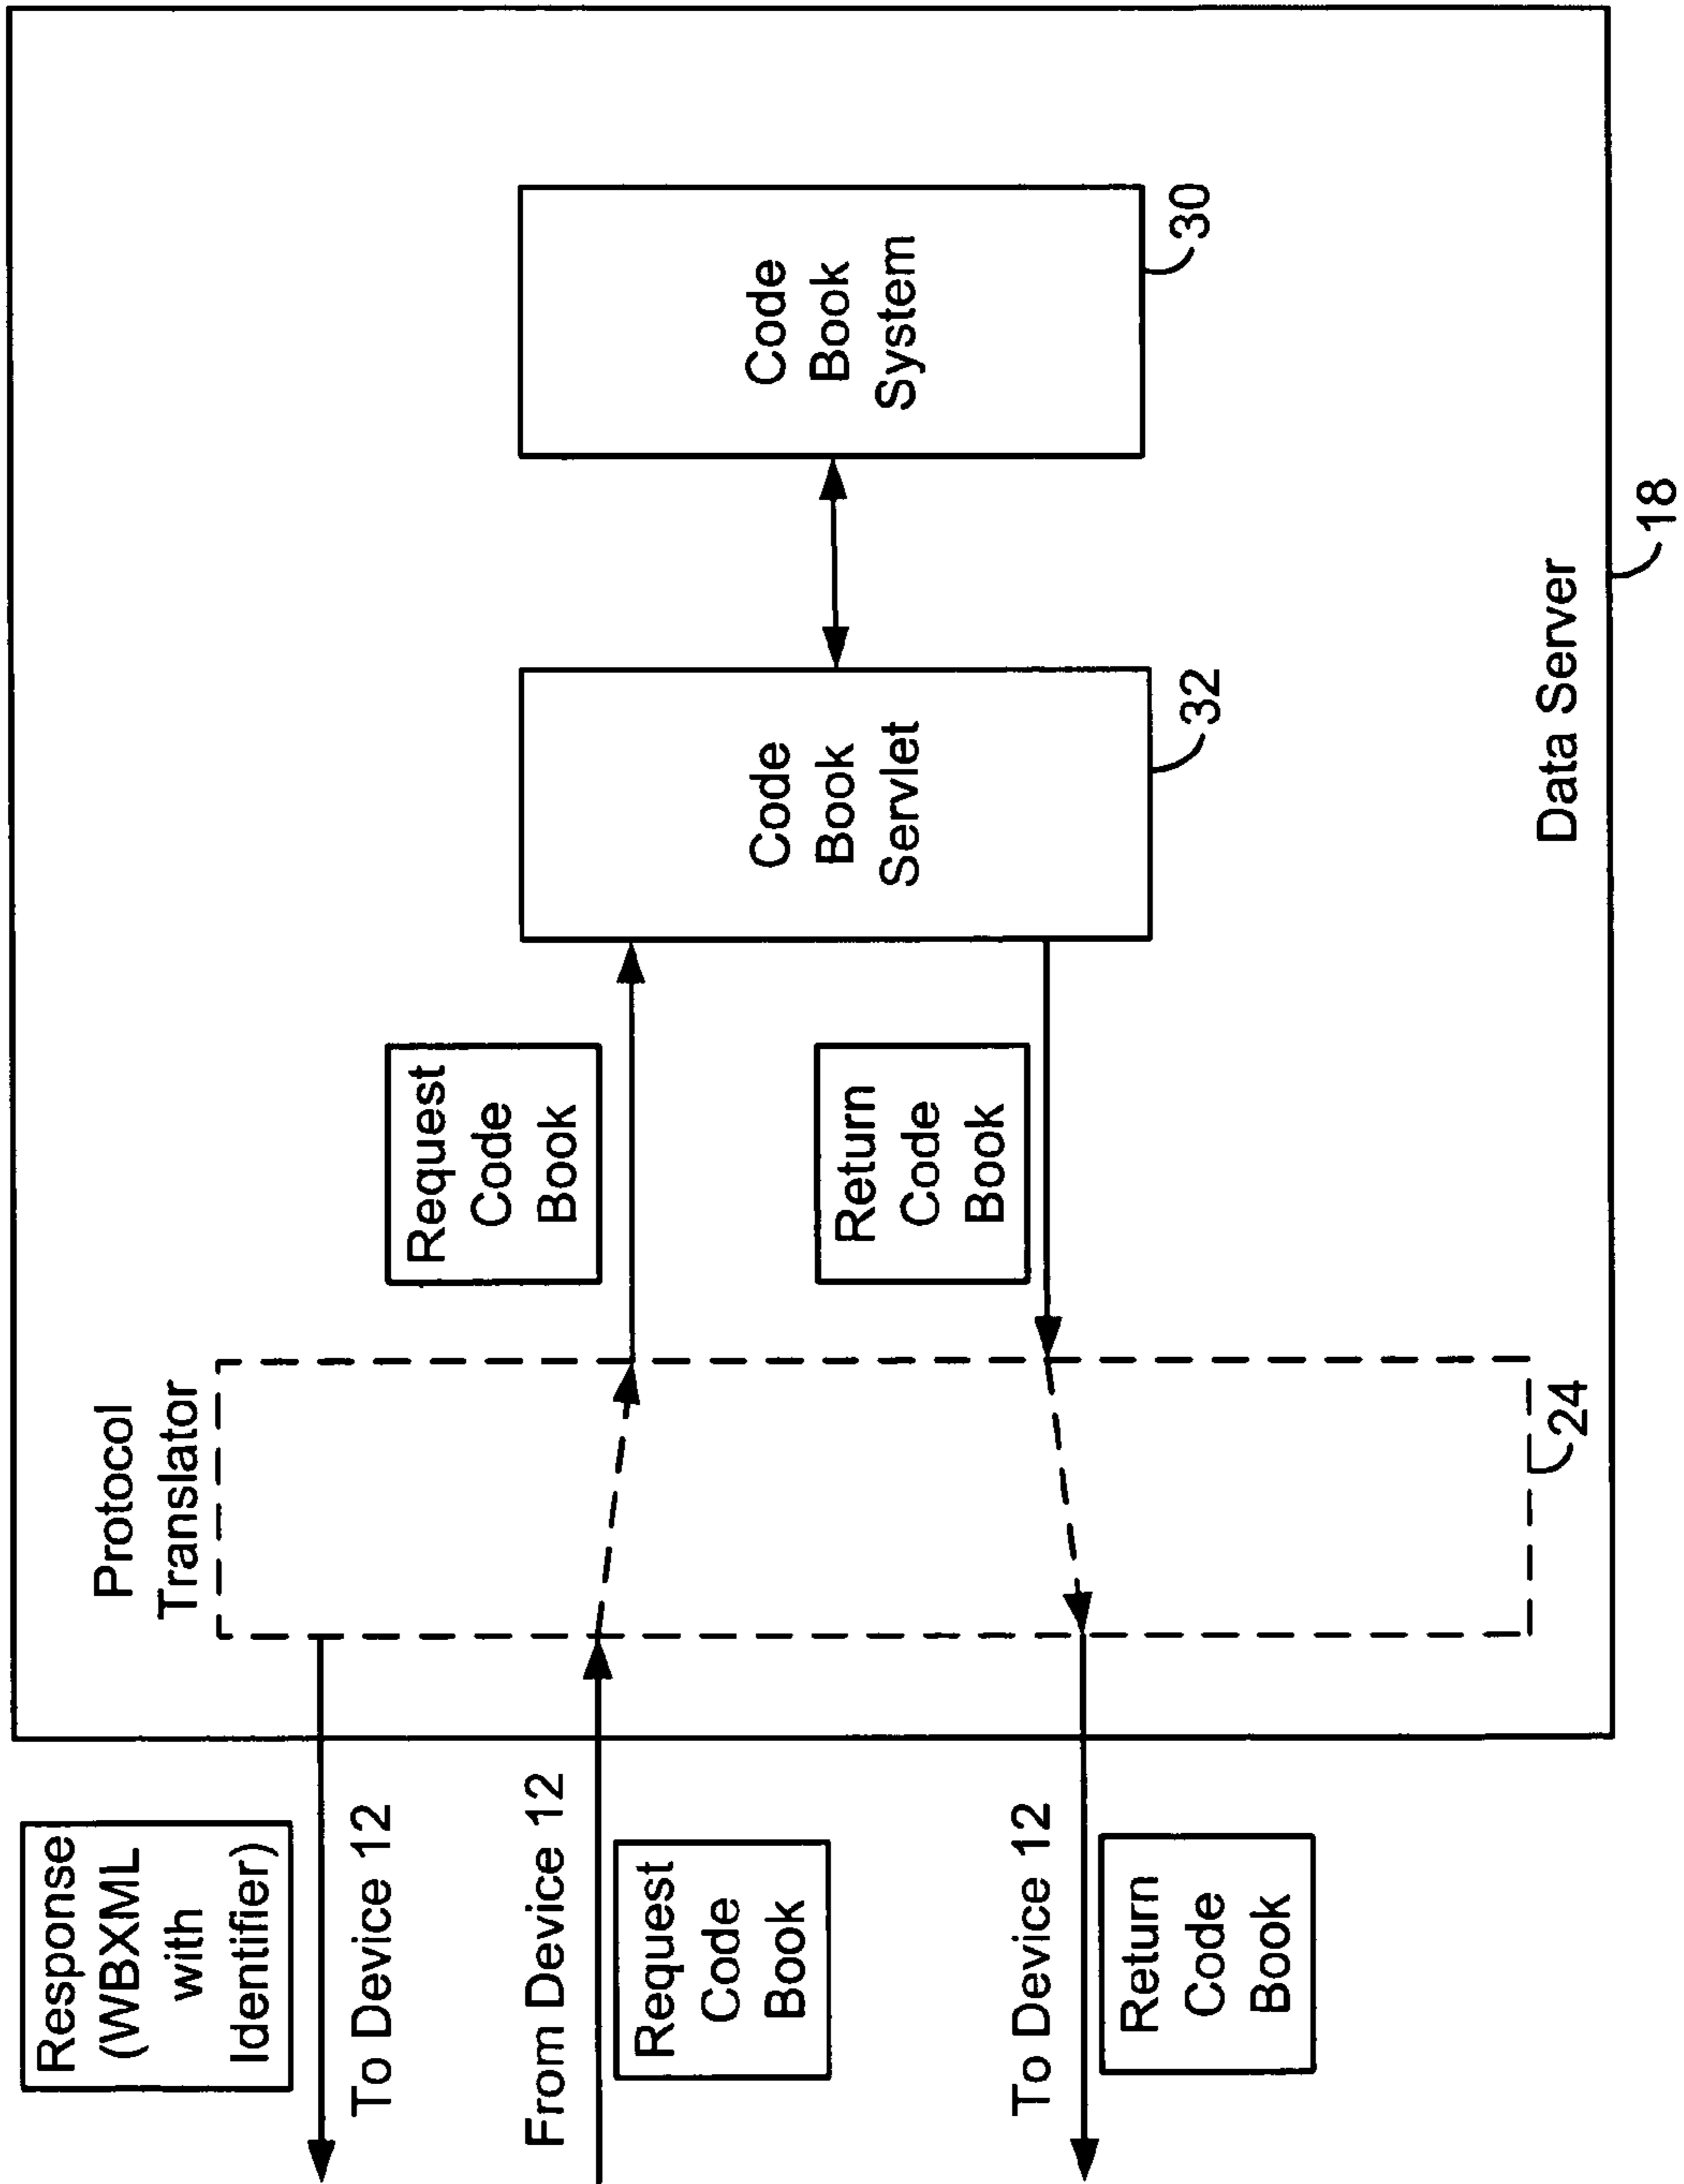 Response
(WBXML
with
Identifier)
To Device 12
From Device 12
Request
Code
Book
To Device 12
Return
Code
Book
Protocol
Translator
24
Request
Code
Book
Return
Code
Book
Code
Book
Servlet
32
Code
Book
System
30
Data Server
18